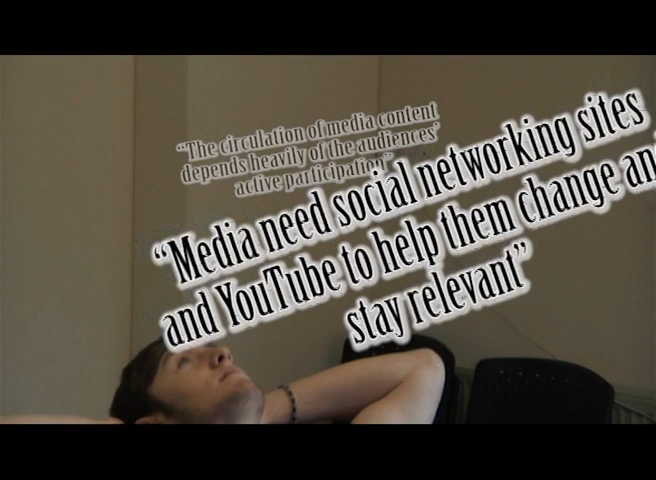 “The circulation of media content
depends heavily of the audiences’
active participation”
“Media need social networking sites
and YouTube to help them change an
stay relevant”